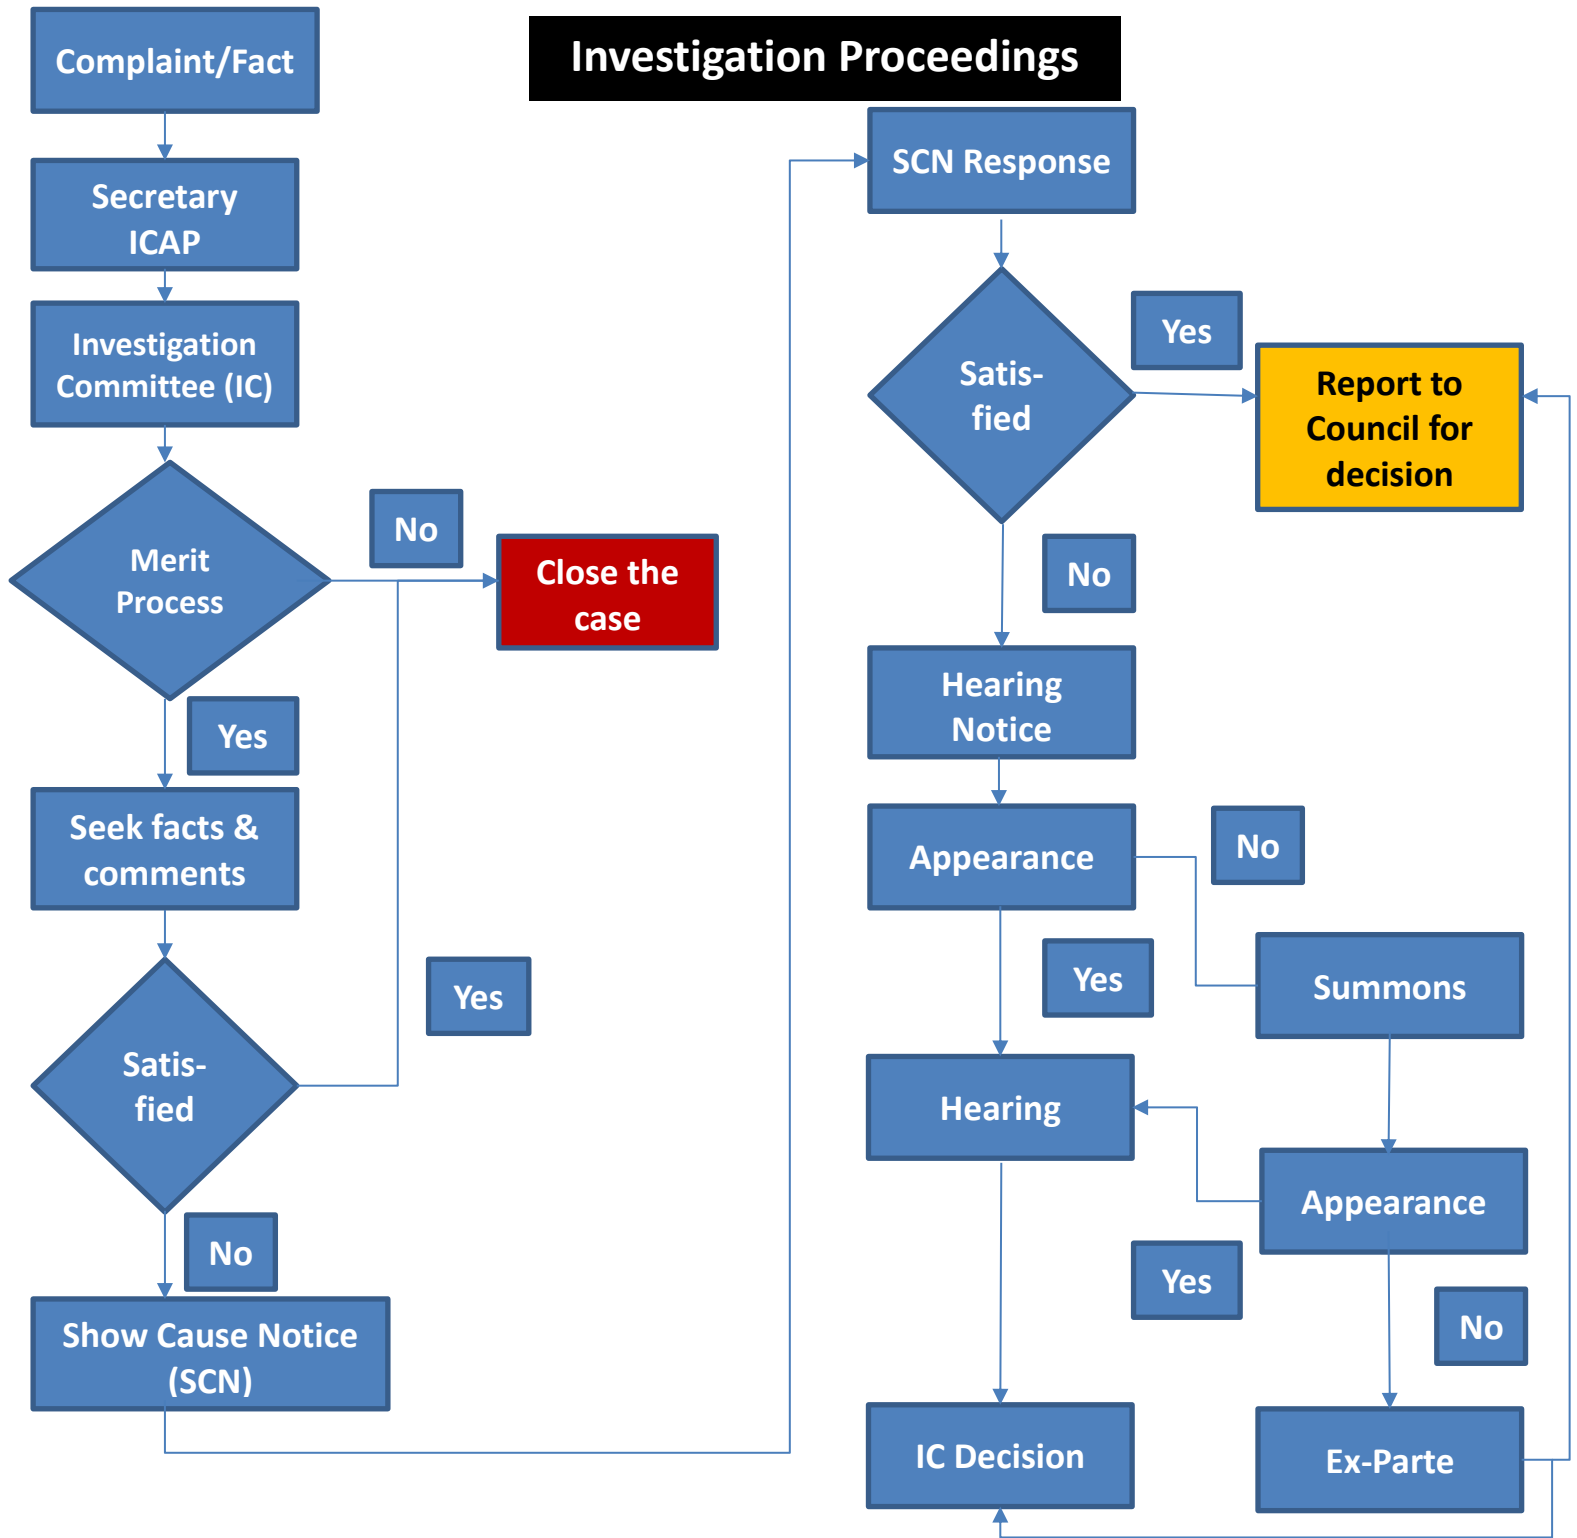 Complaint/Fact
Investigation Proceedings
Secretary
ICAP
Investigation
Committee (IC)
Merit
Process
No
Close the
case
Yes
Seek facts &
comments
Yes
Satis-
fied
No
Show Cause Notice
(SCN)
SCN Response
Satis-
fied
Yes
Report to
Council for
decision
No
Hearing
Notice
Appearance
No
Yes
Summons
Hearing
Appearance
Yes
No
IC Decision
Ex-Parte